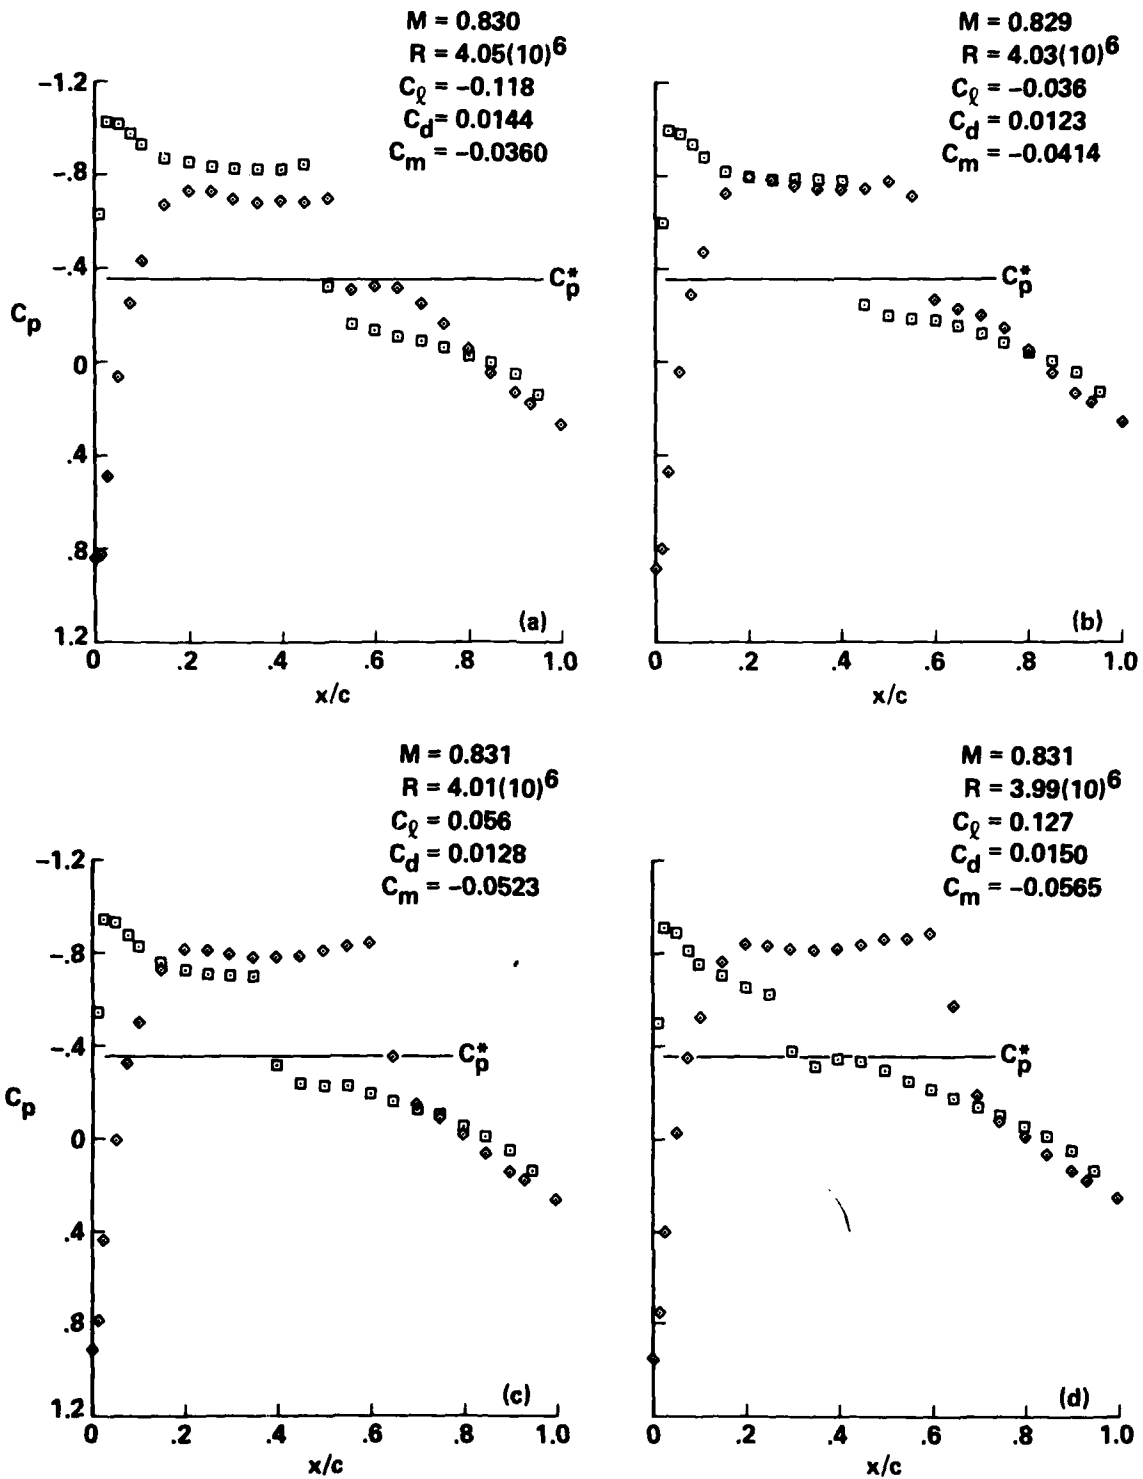 M = 0.830
R = 4.05(10)⁶
Cℓ = -0.118
Cd = 0.0144
Cm = -0.0360
-1.2
-.8
-.4
0
.4
.8
1.2
Cp
Cp*
(a)
0 .2 .4 .6 .8 1.0
x/c
M = 0.829
R = 4.03(10)⁶
Cℓ = -0.036
Cd = 0.0123
Cm = -0.0414
Cp*
(b)
0 .2 .4 .6 .8 1.0
x/c
M = 0.831
R = 4.01(10)⁶
Cℓ = 0.056
Cd = 0.0128
Cm = -0.0523
-1.2
-.8
-.4
0
.4
.8
1.2
Cp
Cp*
(c)
0 .2 .4 .6 .8 1.0
x/c
M = 0.831
R = 3.99(10)⁶
Cℓ = 0.127
Cd = 0.0150
Cm = -0.0565
Cp*
(d)
0 .2 .4 .6 .8 1.0
x/c